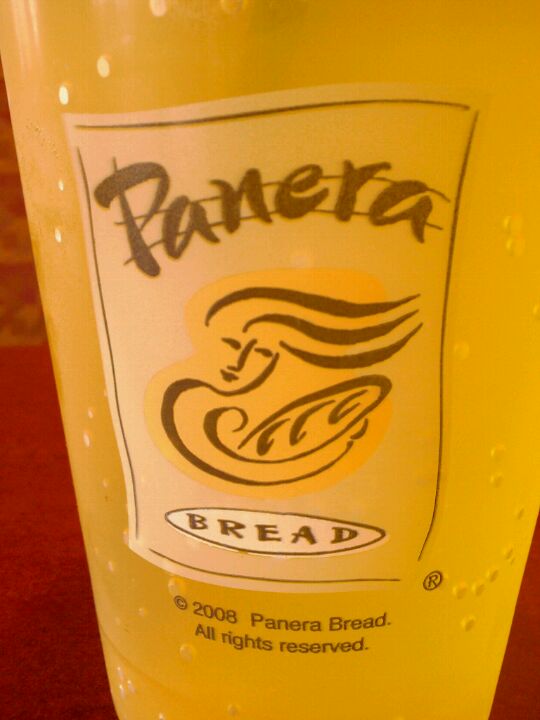 Panera
BREAD
®
© 2008 Panera Bread.
All rights reserved.